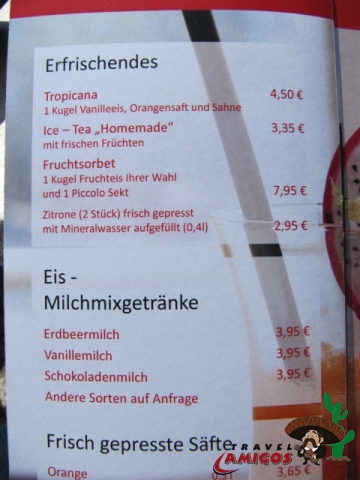 Erfrischendes
Tropicana 4,50 €
1 Kugel Vanilleeis, Orangensaft und Sahne
Ice – Tea „Homemade“ 3,35 €
mit frischen Früchten
Fruchtsorbet
1 Kugel Fruchteis Ihrer Wahl
und 1 Piccolo Sekt 7,95 €
Zitrone (2 Stück) frisch gepresst
mit Mineralwasser aufgefüllt (0,4l) 2,95 €
Eis -
Milchmixgetränke
Erdbeermilch 3,95 €
Vanillemilch 3,95 €
Schokoladenmilch 3,95 €
Andere Sorten auf Anfrage
Frisch gepresste Säfte
TRAVEL
AMIGOS
Orange 3,65 €